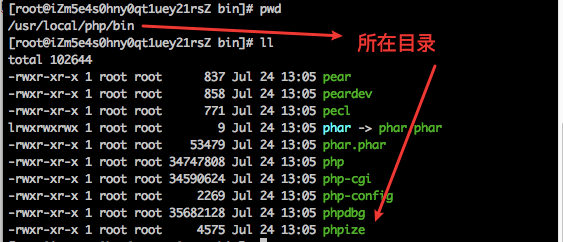 [root@iZm5e4s0hny0qt1uey21rsZ bin]# pwd
/usr/local/php/bin
所在目录
[root@iZm5e4s0hny0qt1uey21rsZ bin]# ll
total 102644
-rwxr-xr-x 1 root root      837 Jul 24 13:05 pear
-rwxr-xr-x 1 root root      858 Jul 24 13:05 peardev
-rwxr-xr-x 1 root root      771 Jul 24 13:05 pecl
lrwxrwxrwx 1 root root        9 Jul 24 13:05 phar -> phar.phar
-rwxr-xr-x 1 root root    53479 Jul 24 13:05 phar.phar
-rwxr-xr-x 1 root root 34747808 Jul 24 13:05 php
-rwxr-xr-x 1 root root 34590624 Jul 24 13:05 php-cgi
-rwxr-xr-x 1 root root     2269 Jul 24 13:05 php-config
-rwxr-xr-x 1 root root 35682128 Jul 24 13:05 phpdbg
-rwxr-xr-x 1 root root     4575 Jul 24 13:05 phpize